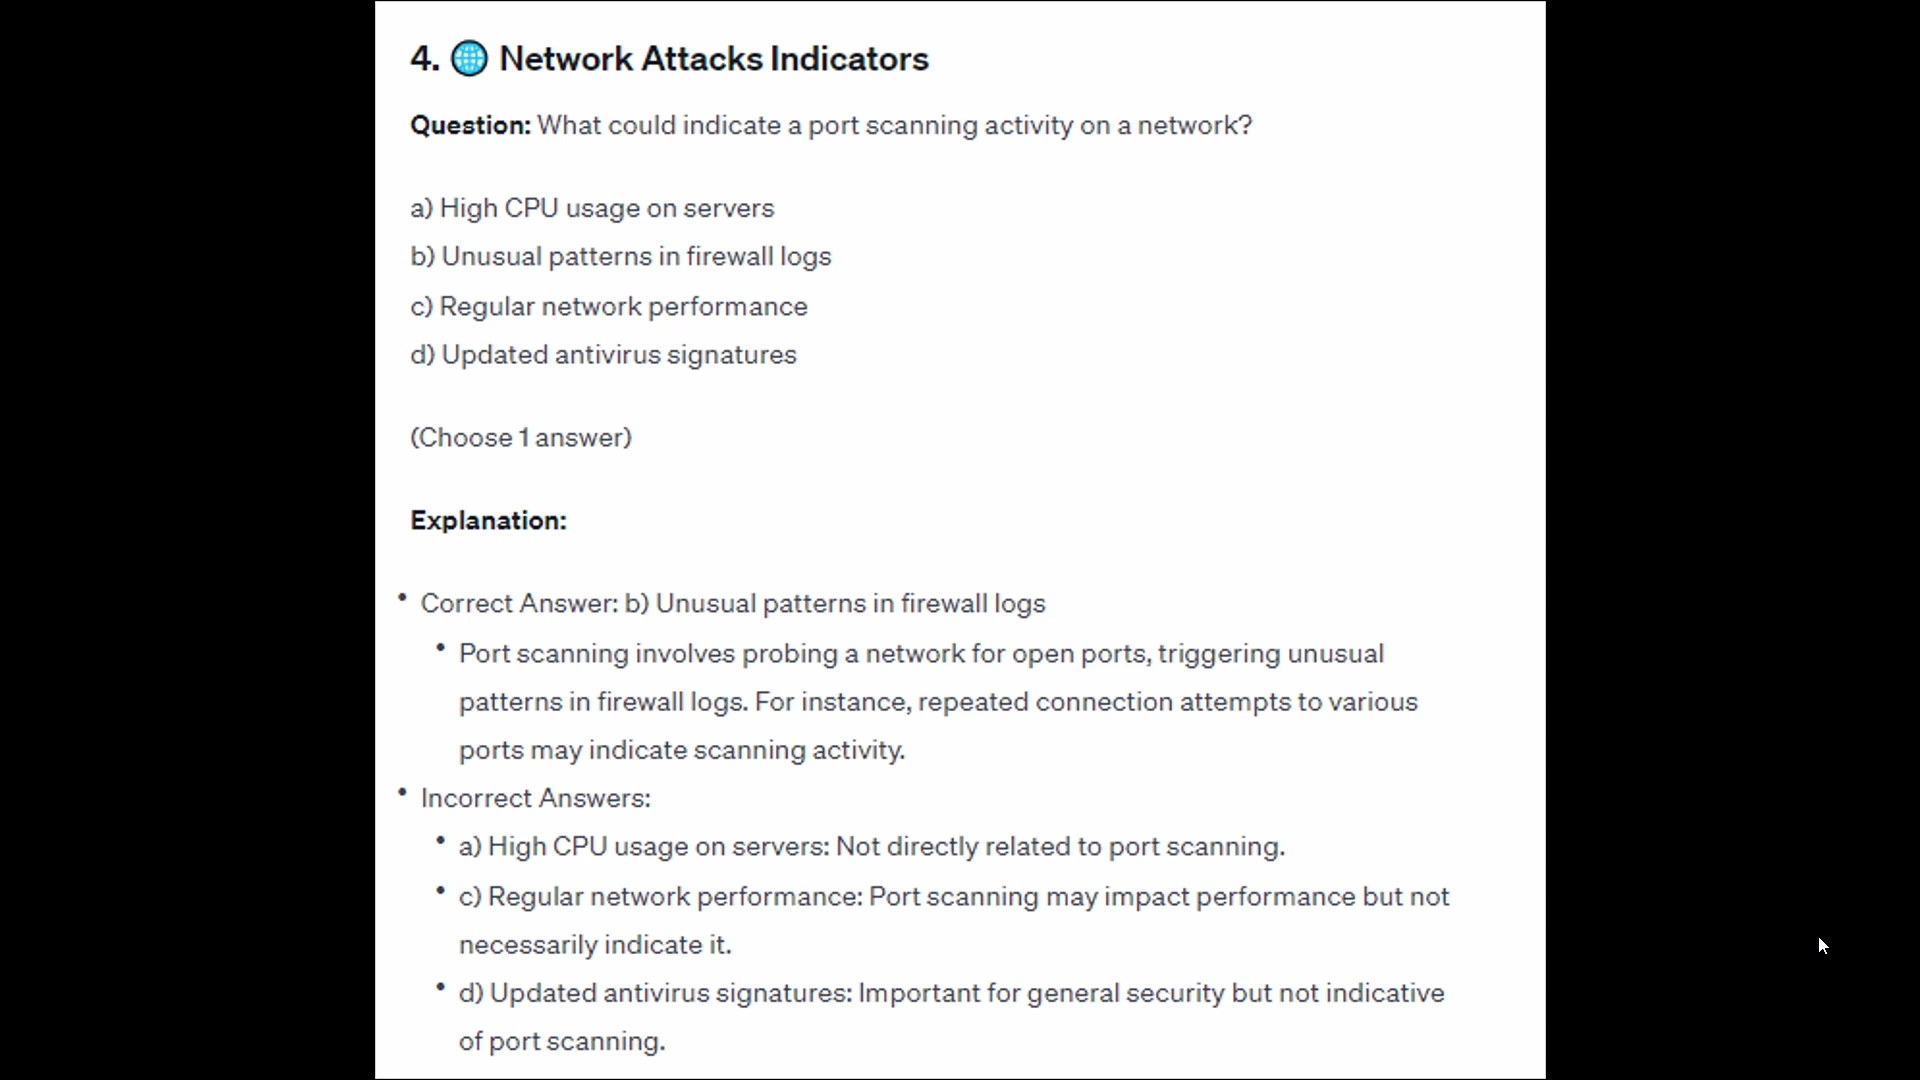 4. 🌐 Network Attacks Indicators
Question: What could indicate a port scanning activity on a network?
a) High CPU usage on servers
b) Unusual patterns in firewall logs
c) Regular network performance
d) Updated antivirus signatures
(Choose 1 answer)
Explanation:
• Correct Answer: b) Unusual patterns in firewall logs
• Port scanning involves probing a network for open ports, triggering unusual
patterns in firewall logs. For instance, repeated connection attempts to various
ports may indicate scanning activity.
• Incorrect Answers:
• a) High CPU usage on servers: Not directly related to port scanning.
• c) Regular network performance: Port scanning may impact performance but not
necessarily indicate it.
• d) Updated antivirus signatures: Important for general security but not indicative
of port scanning.